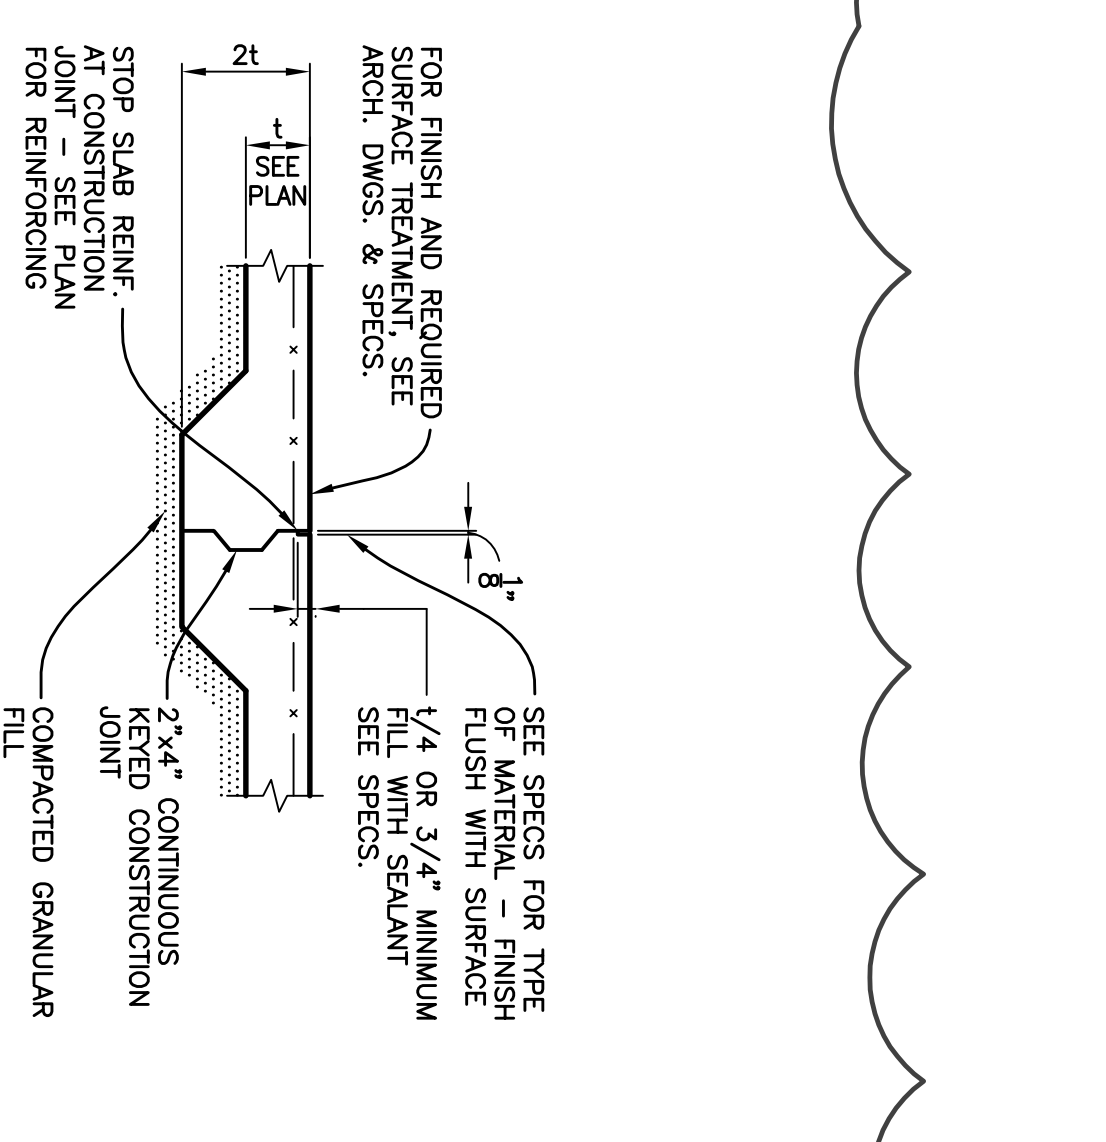 FOR FINISH AND REQUIRED
SURFACE TREATMENT, SEE
ARCH. DWGS. & SPECS.
2t
t
SEE
PLAN
STOP SLAB REINF.
AT CONSTRUCTION
JOINT – SEE PLAN
FOR REINFORCING
1/8"
SEE SPECS FOR TYPE
OF MATERIAL – FINISH
FLUSH WITH SURFACE
t/4 OR 3/4" MINIMUM
FILL WITH SEALANT
SEE SPECS.
2"x4" CONTINUOUS
KEYED CONSTRUCTION
JOINT
COMPACTED GRANULAR
FILL